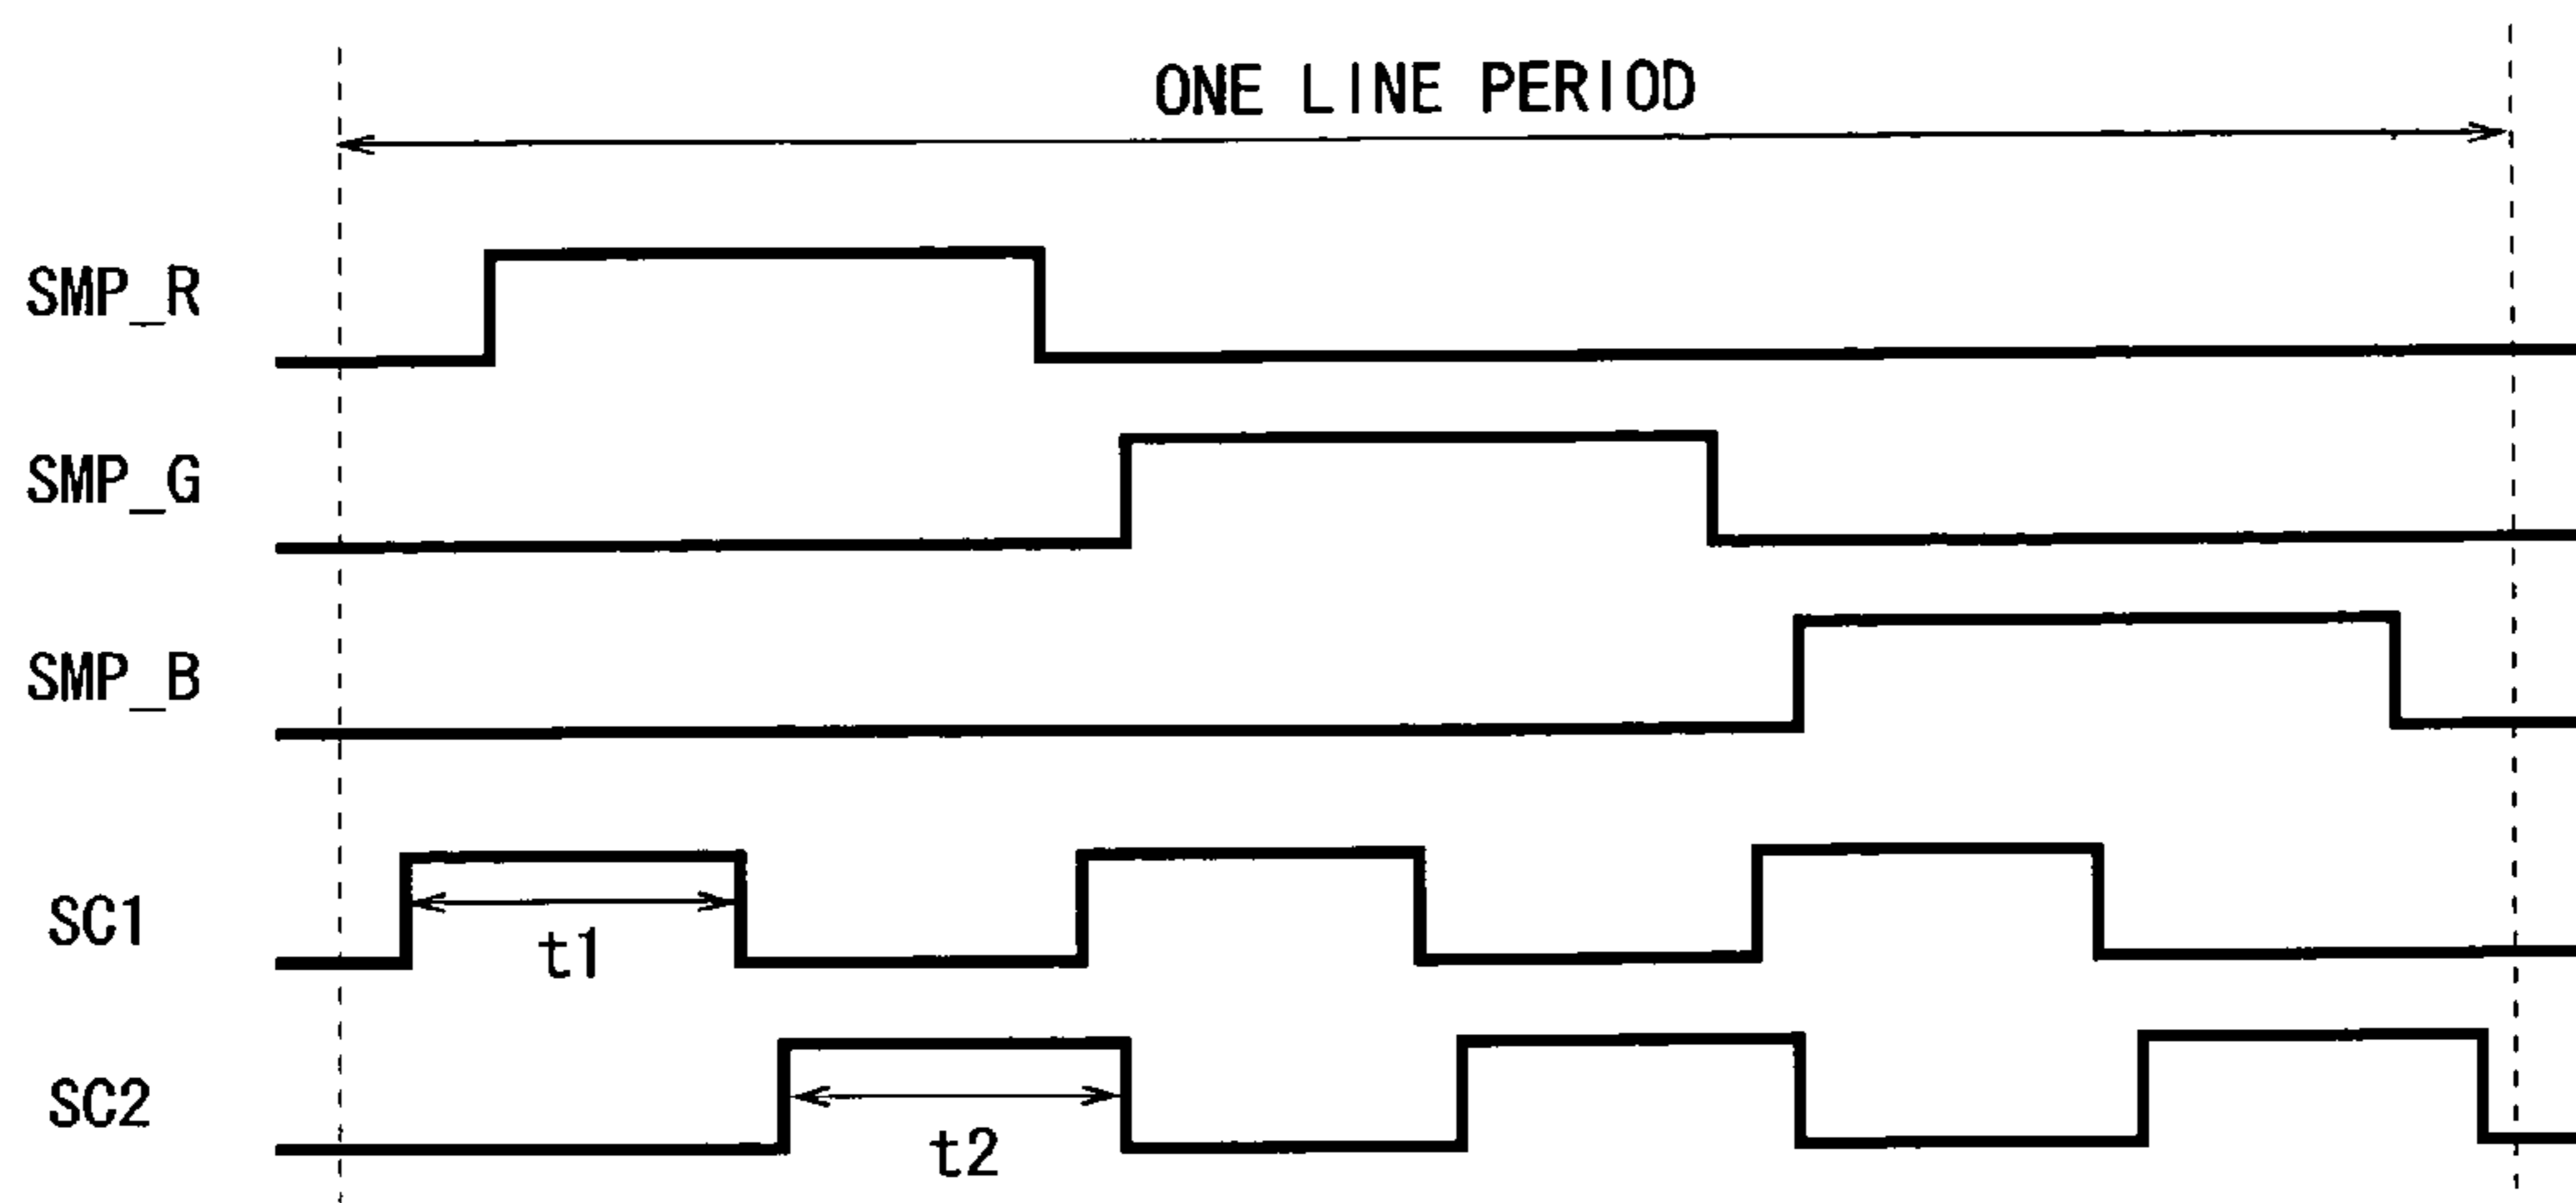 ONE LINE PERIOD
SMP_R
SMP_G
SMP_B
SC1
t1
SC2
t2